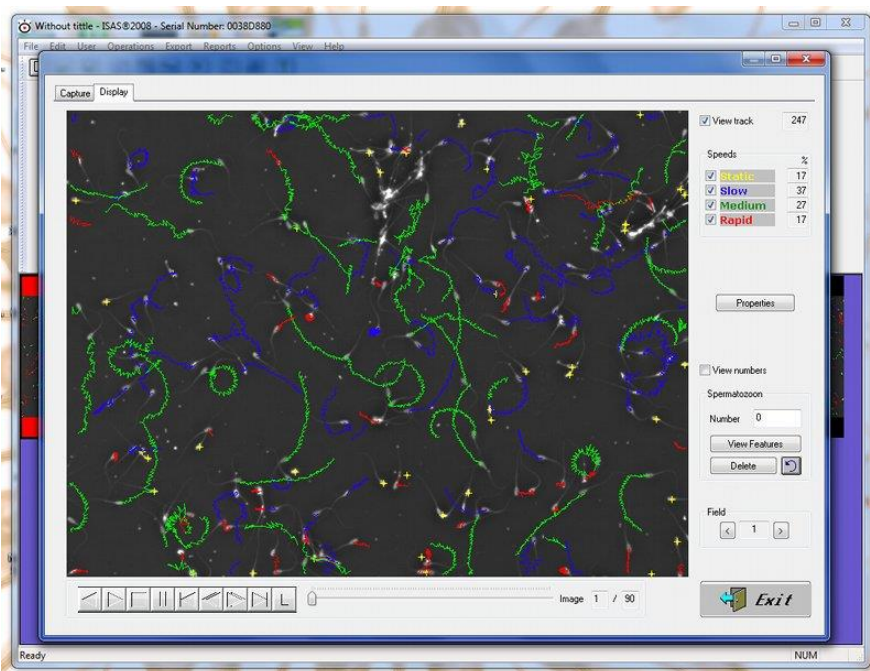 Without tittle - ISAS®2008 - Serial Number: 0038D880
File Edit User Operations Export Reports Options View Help
Capture Display
View track 247
Speeds %
Static 17
Slow 37
Medium 27
Rapid 17
Properties
View numbers
Spermatozoon
Number 0
View Features
Delete
Field
< 1 >
Image 1 / 90
L
Exit
Ready NUM